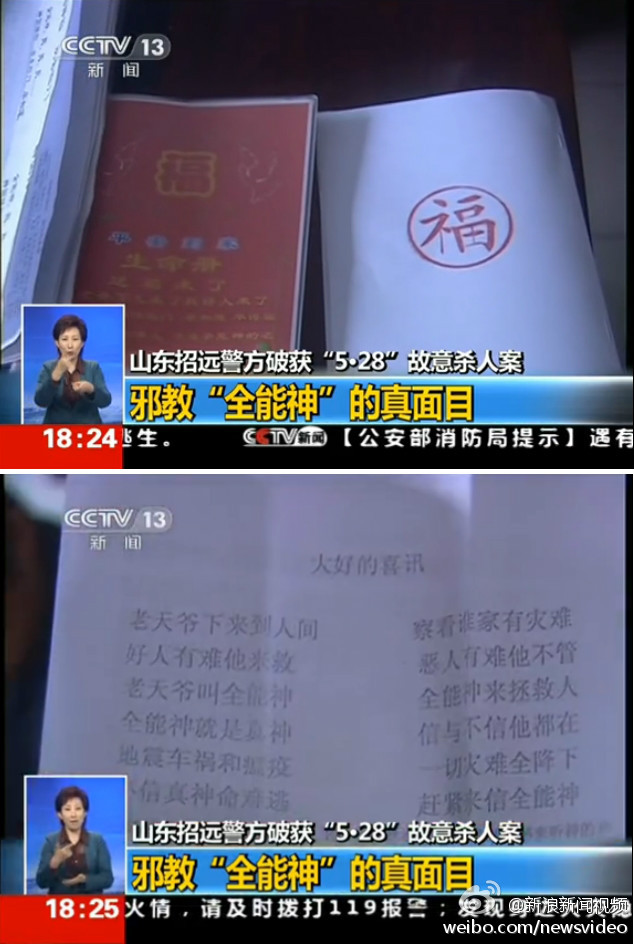 CCTV 13
新闻
福
平安到家
生命册
福
山东招远警方破获“5·28”故意杀人案
邪教“全能神”的真面目
18:24
逃生。 CCTV新闻 【公安部消防局提示】遇有
CCTV 13
新闻
大好的喜讯
老天爷下来到人间 察看谁家有灾难
好人有难他来救 恶人有难他不管
老天爷叫全能神 全能神来拯救人
全能神就是真神 信与不信他都在
地震车祸和瘟疫 一切灾难全降下
不信真神命难逃 赶紧来信全能神
山东招远警方破获“5·28”故意杀人案
邪教“全能神”的真面目
18:25
火情，请及时拨打119报警；发现
@新浪新闻视频
weibo.com/newsvideo